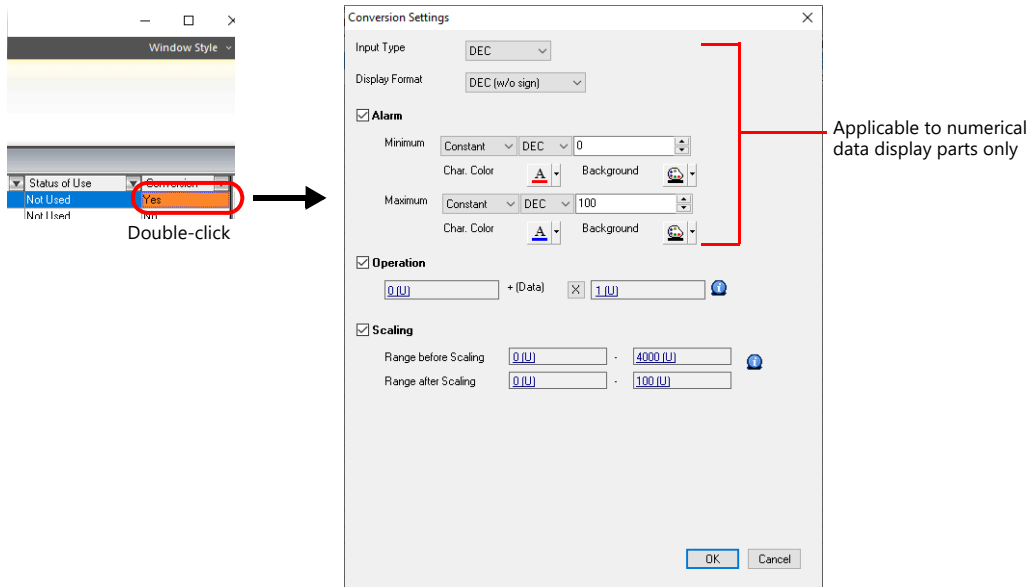 Window Style
Status of Use
Conversion
Not Used
Yes
Not Used
No
Double-click
Conversion Settings
Input Type
DEC
Display Format
DEC (w/o sign)
Alarm
Minimum
Constant
DEC
0
Char. Color
A
Background
Maximum
Constant
DEC
100
Char. Color
A
Background
Operation
0 (U)
+ (Data)
X
1 (U)
Scaling
Range before Scaling
0 (U)
-
4000 (U)
Range after Scaling
0 (U)
-
100 (U)
OK
Cancel
Applicable to numerical
data display parts only